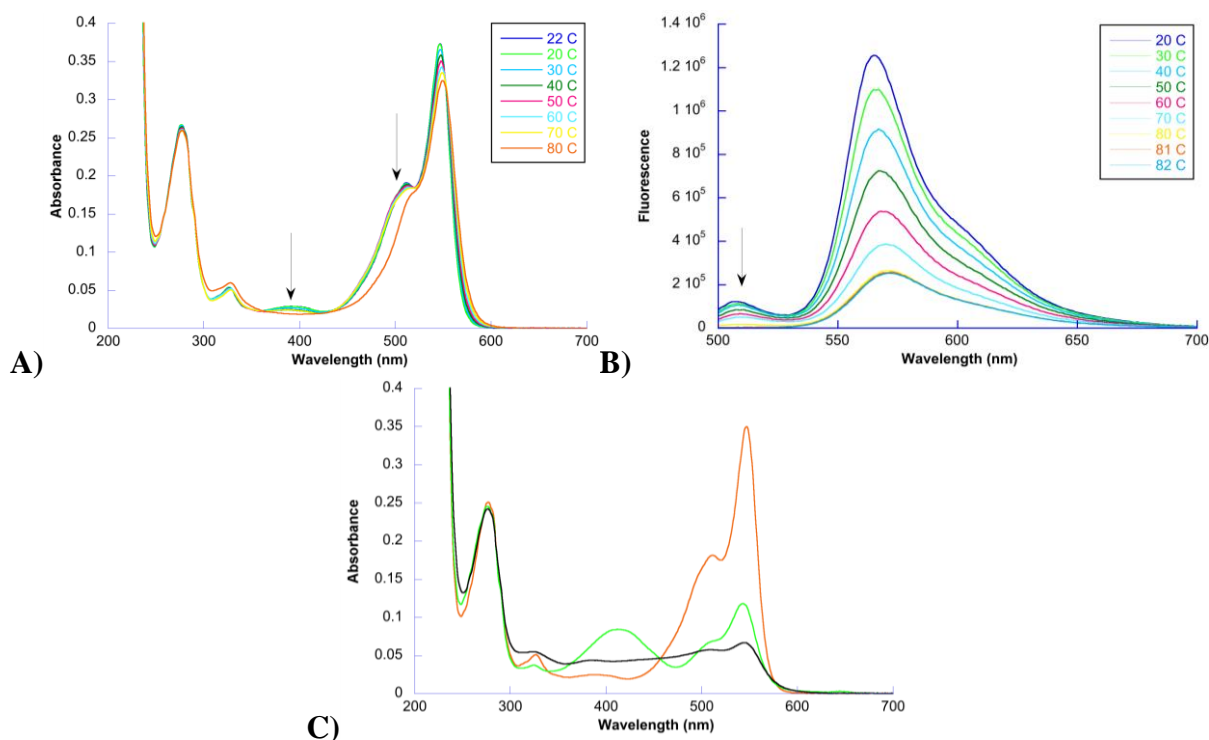 0.4
0.35
0.3
0.25
0.2
0.15
0.1
0.05
0
Absorbance
200 300 400 500 600 700
Wavelength (nm)
22 C
20 C
30 C
40 C
50 C
60 C
70 C
80 C
A)
1.4 10⁶
1.2 10⁶
1 10⁶
8 10⁵
6 10⁵
4 10⁵
2 10⁵
0
Fluorescence
500 550 600 650 700
Wavelength (nm)
20 C
30 C
40 C
50 C
60 C
70 C
80 C
81 C
82 C
B)
0.4
0.35
0.3
0.25
0.2
0.15
0.1
0.05
0
Absorbance
200 300 400 500 600 700
Wavelength (nm)
C)